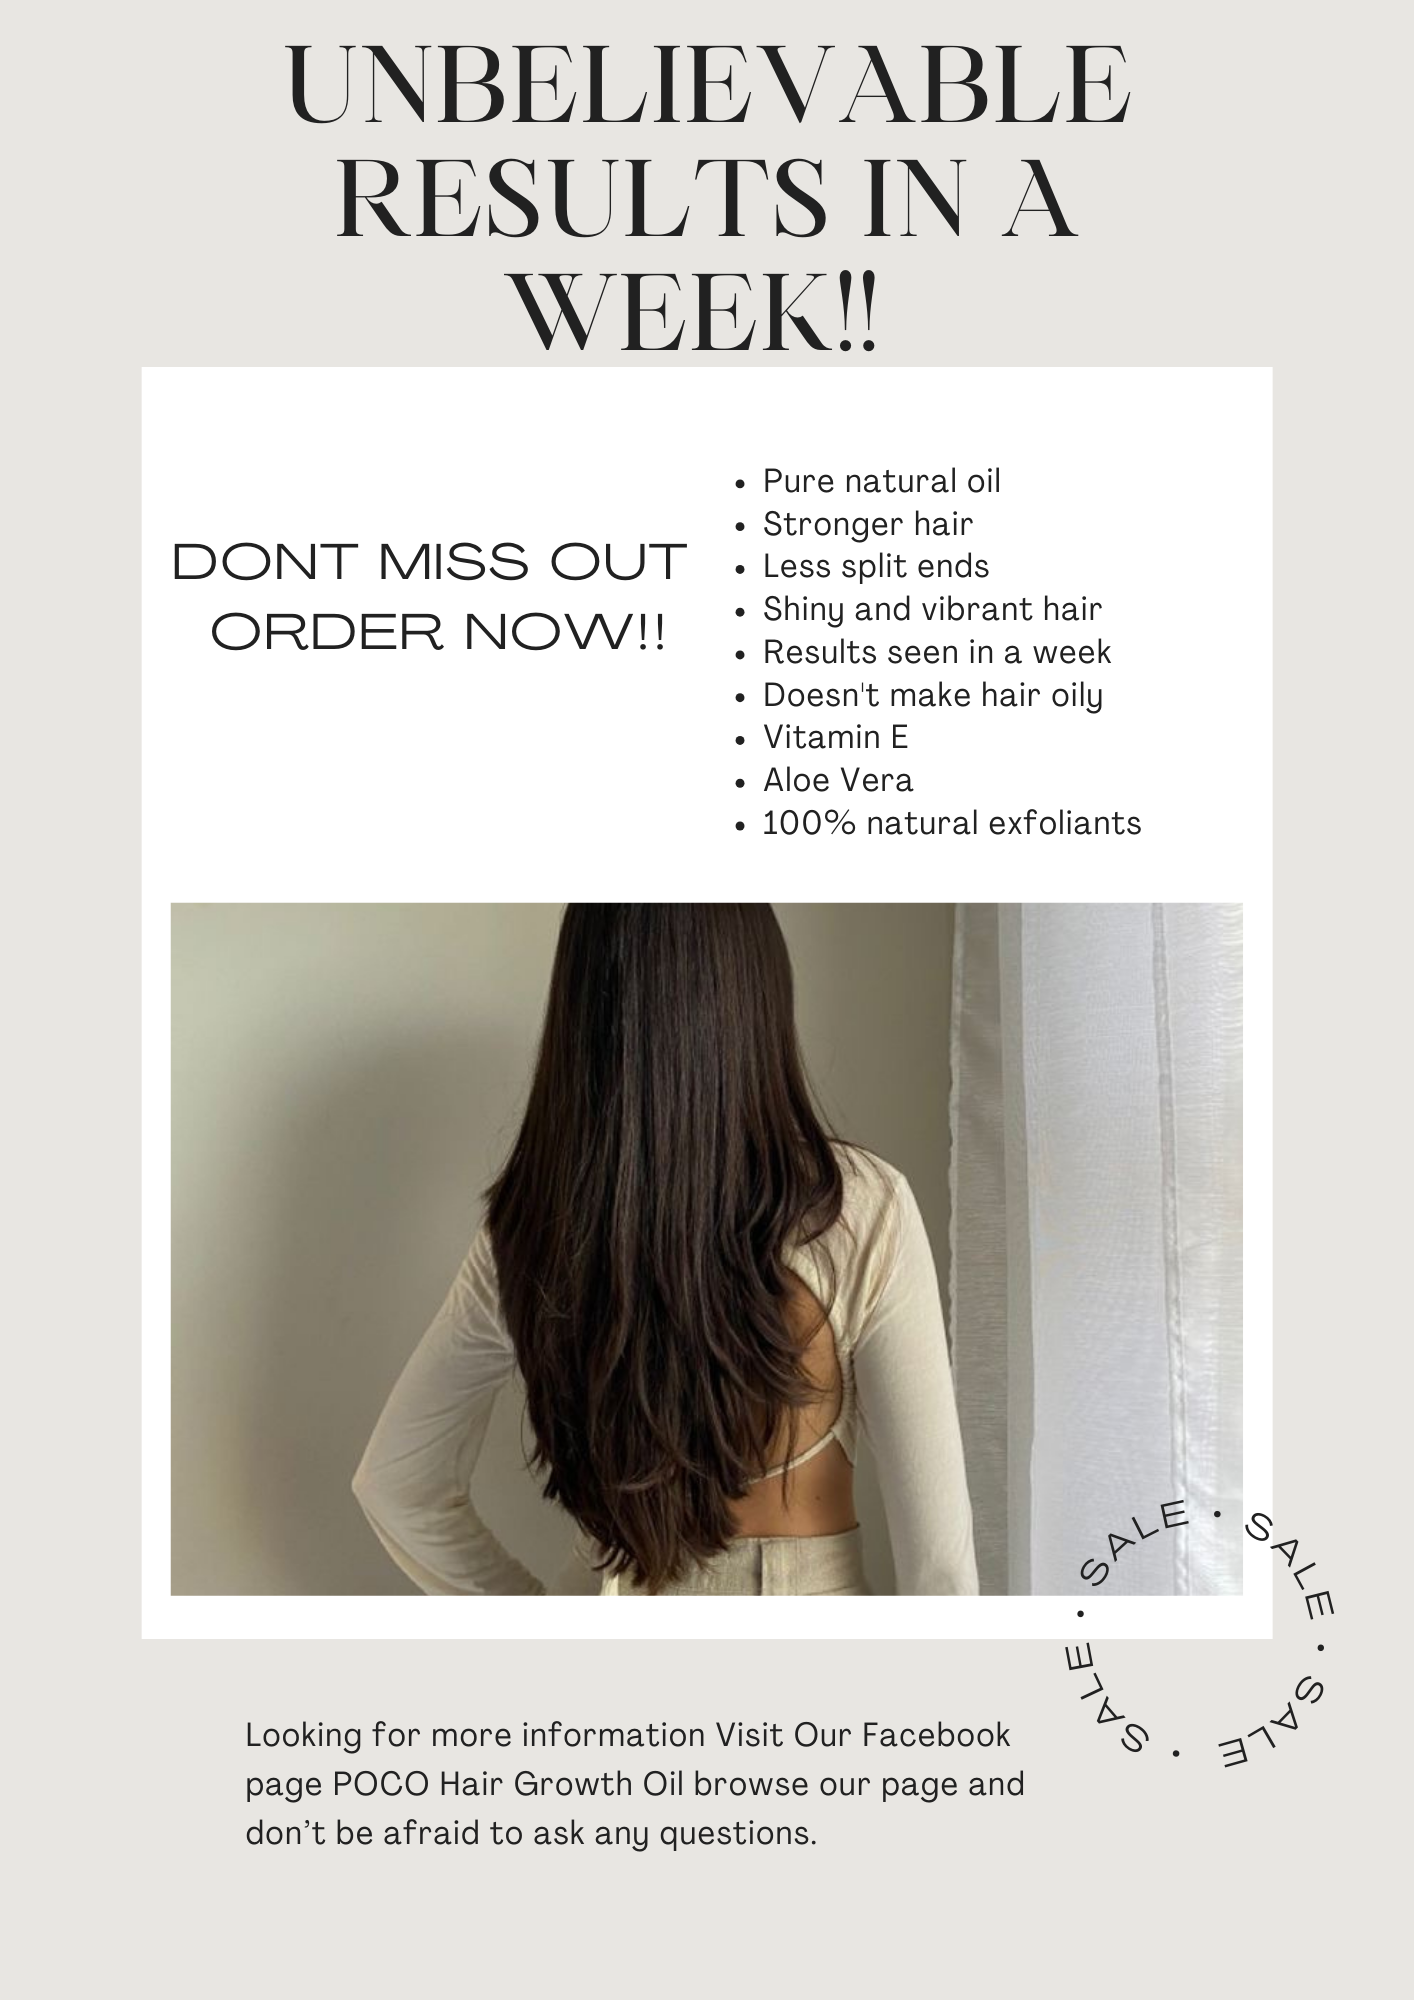 UNBELIEVABLE
RESULTS IN A
WEEK!!
DONT MISS OUT
ORDER NOW!!
• Pure natural oil
• Stronger hair
• Less split ends
• Shiny and vibrant hair
• Results seen in a week
• Doesn't make hair oily
• Vitamin E
• Aloe Vera
• 100% natural exfoliants
SALE • SALE • SALE • SALE •
Looking for more information Visit Our Facebook
page POCO Hair Growth Oil browse our page and
don’t be afraid to ask any questions.